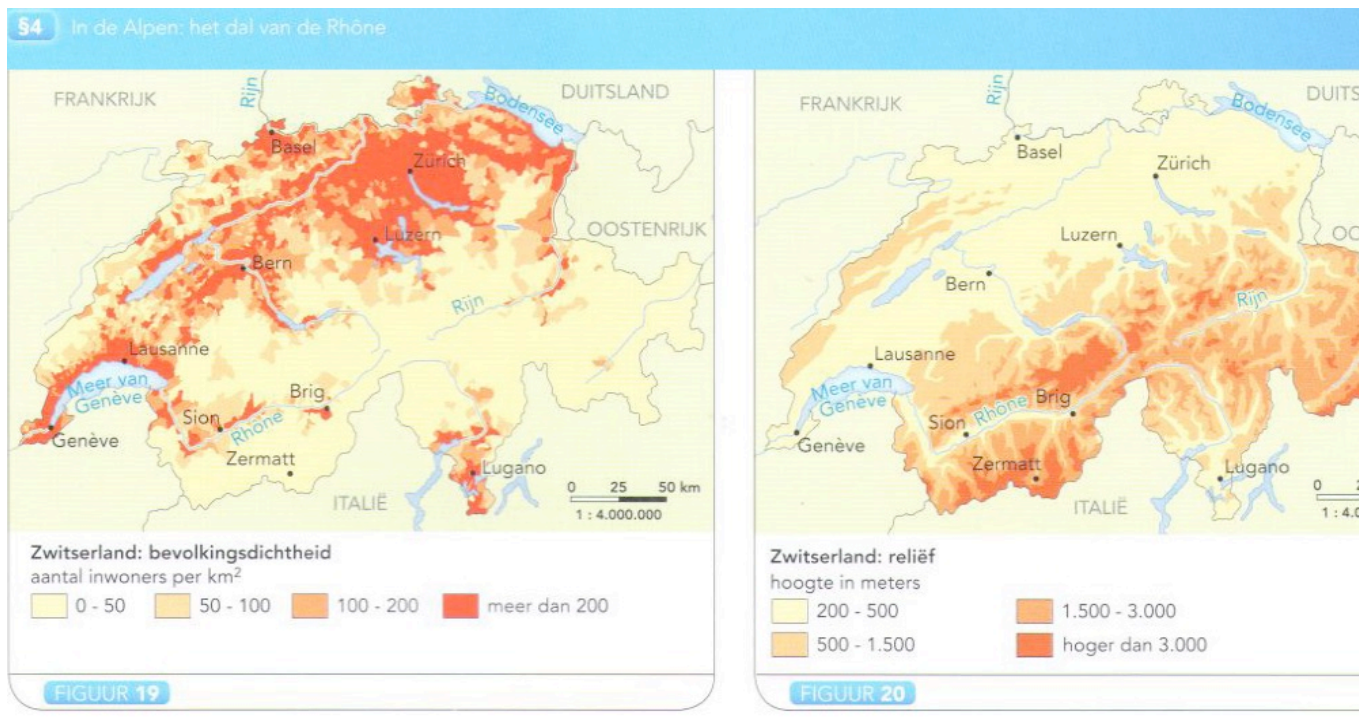 §4 In de Alpen: het dal van de Rhône
FRANKRIJK
Rijn
Bodensee
DUITSLAND
Basel
Zürich
OOSTENRIJK
Luzern
Bern
Rijn
Lausanne
Meer van
Genève
Brig
Sion
Rhône
Genève
Zermatt
Lugano
ITALIË
0 25 50 km
1 : 4.000.000
Zwitserland: bevolkingsdichtheid
aantal inwoners per km²
0 - 50
50 - 100
100 - 200
meer dan 200
FIGUUR 19
FRANKRIJK
Rijn
Bodensee
DUITS
Basel
Zürich
OO
Luzern
Bern
Rijn
Lausanne
Meer van
Genève
Rhône
Brig
Sion
Genève
Zermatt
Lugano
ITALIË
0
1 : 4.0
Zwitserland: reliëf
hoogte in meters
200 - 500
1.500 - 3.000
500 - 1.500
hoger dan 3.000
FIGUUR 20